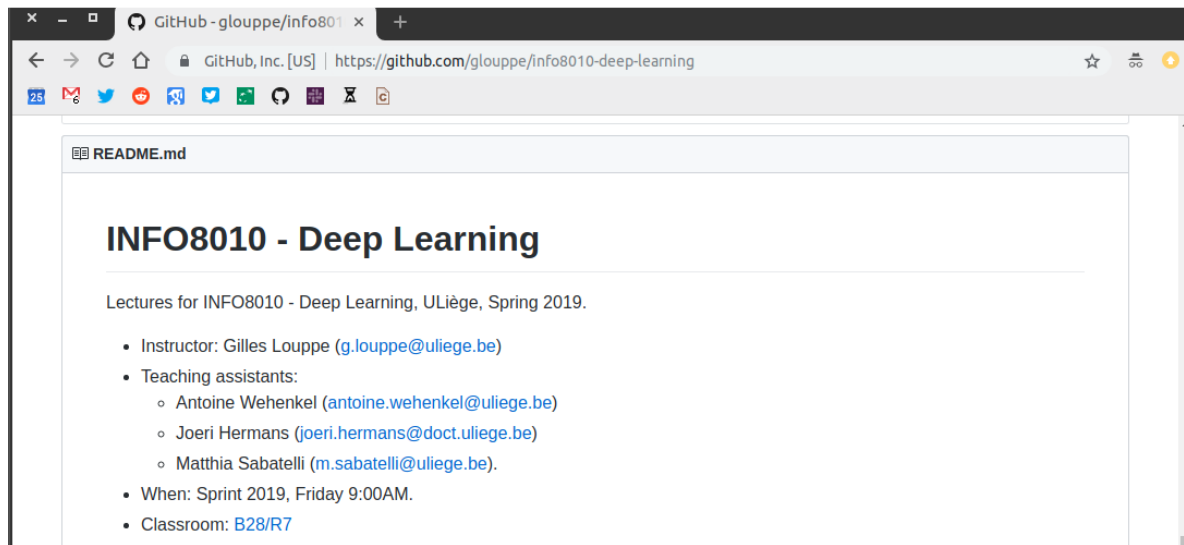 GitHub - glouppe/info801
GitHub, Inc. [US] | https://github.com/glouppe/info8010-deep-learning
25 6 C
README.md
INFO8010 - Deep Learning
Lectures for INFO8010 - Deep Learning, ULiège, Spring 2019.
• Instructor: Gilles Louppe (g.louppe@uliege.be)
• Teaching assistants:
◦ Antoine Wehenkel (antoine.wehenkel@uliege.be)
◦ Joeri Hermans (joeri.hermans@doct.uliege.be)
◦ Matthia Sabatelli (m.sabatelli@uliege.be).
• When: Sprint 2019, Friday 9:00AM.
• Classroom: B28/R7